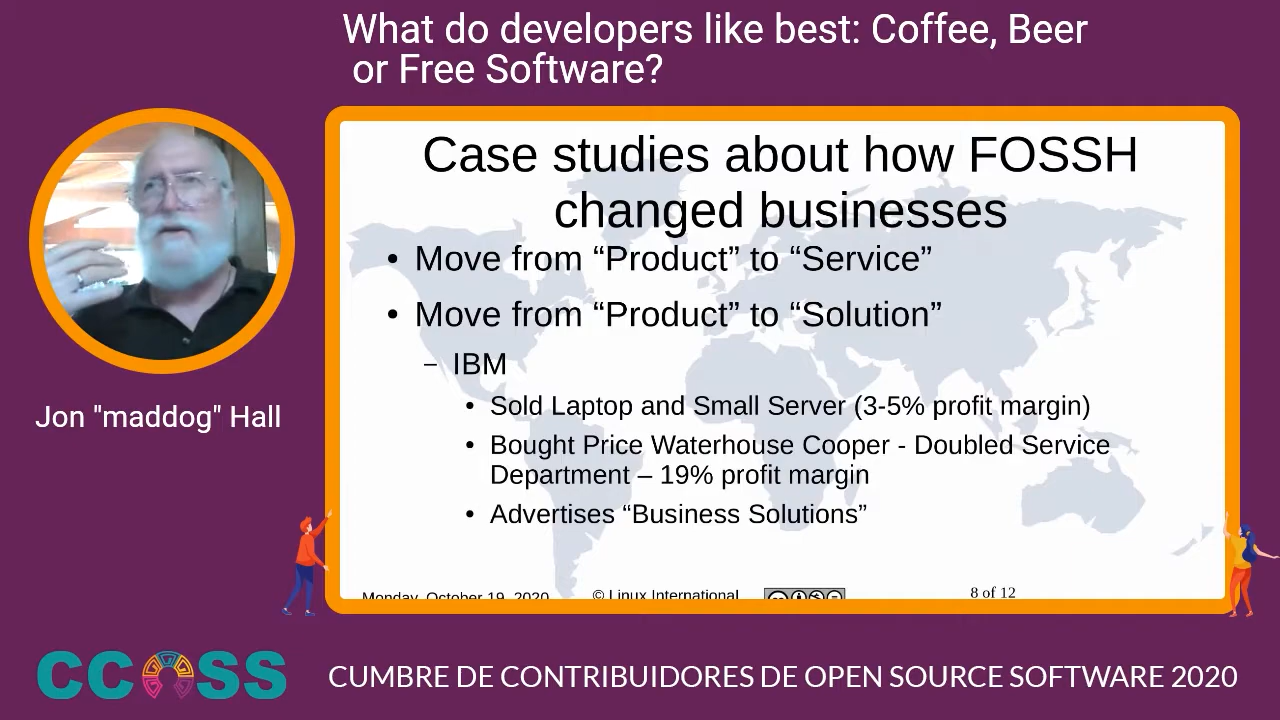 What do developers like best: Coffee, Beer
or Free Software?
Case studies about how FOSSH
changed businesses
• Move from “Product” to “Service”
• Move from “Product” to “Solution”
– IBM
• Sold Laptop and Small Server (3-5% profit margin)
• Bought Price Waterhouse Cooper - Doubled Service
Department – 19% profit margin
• Advertises “Business Solutions”
Monday, October 19, 2020
© Linux International
8 of 12
Jon "maddog" Hall
CCOSS
CUMBRE DE CONTRIBUIDORES DE OPEN SOURCE SOFTWARE 2020